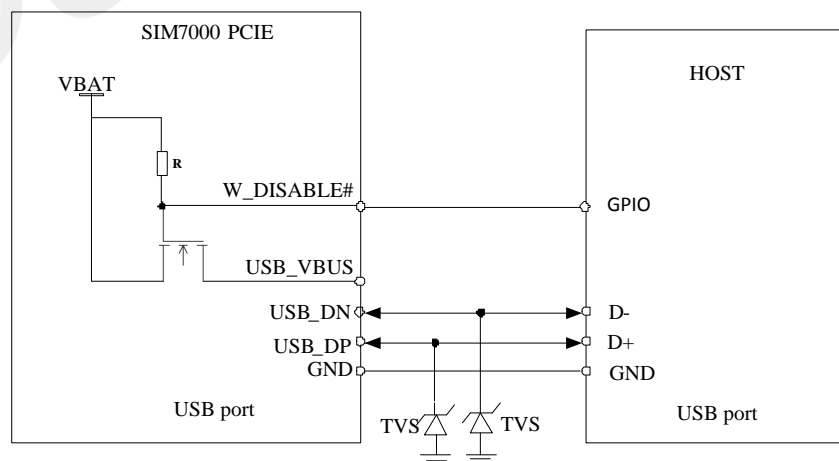 SIM7000 PCIE
HOST
VBAT
R
W_DISABLE#
GPIO
USB_VBUS
USB_DN
D-
USB_DP
D+
GND
GND
USB port
TVS
TVS
USB port